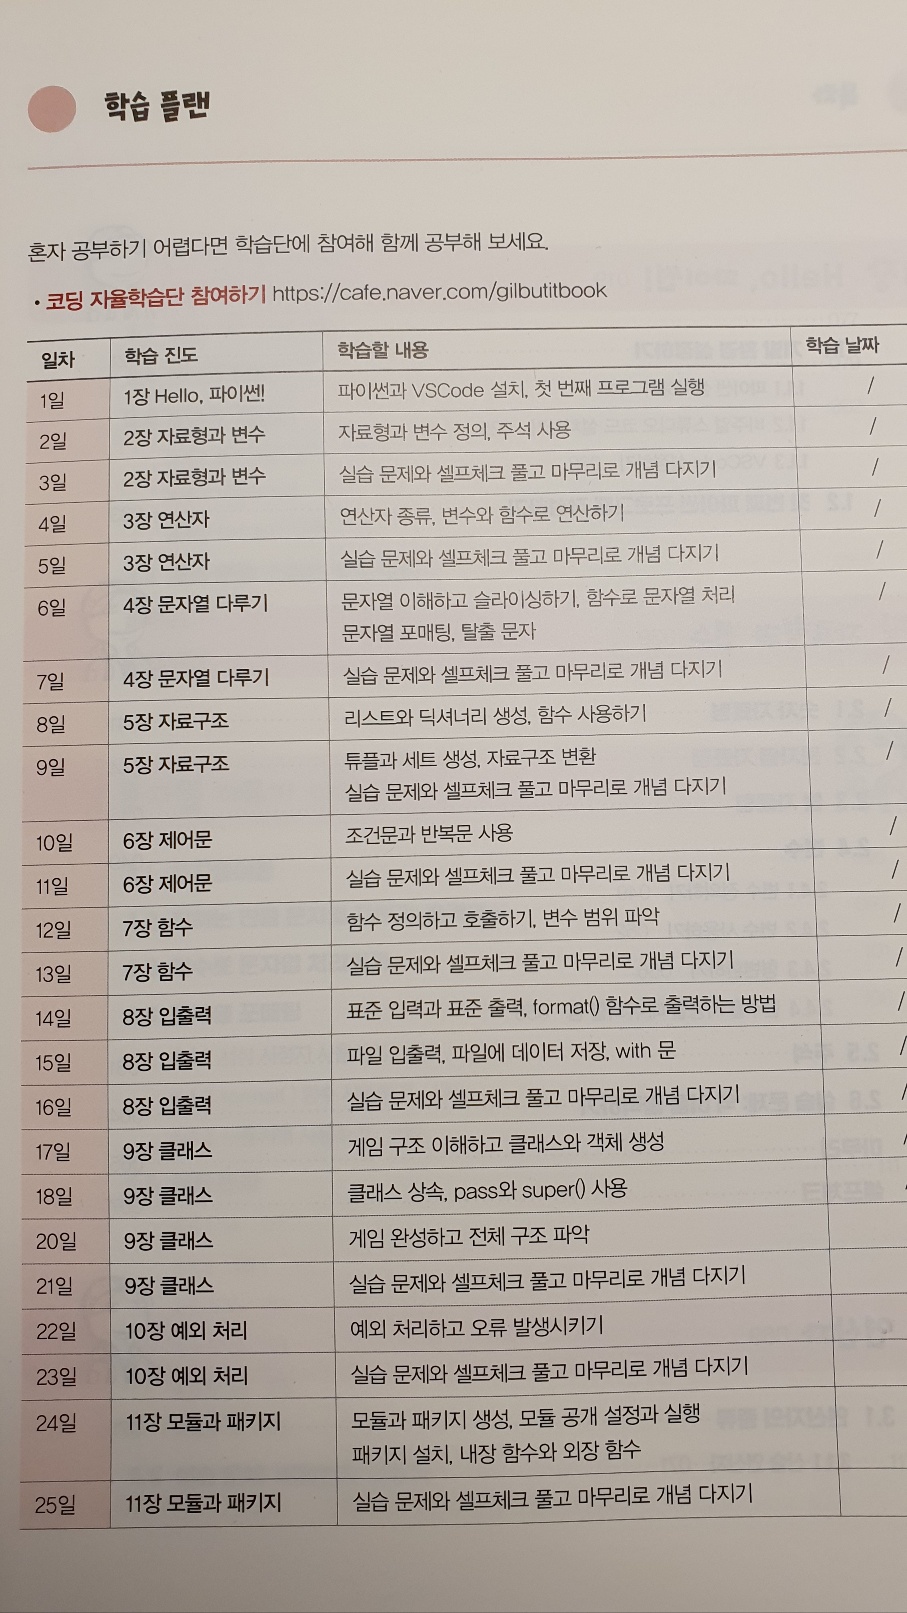 학습 플랜
혼자 공부하기 어렵다면 학습단에 참여해 함께 공부해 보세요.
• 코딩 자율학습단 참여하기 https://cafe.naver.com/gilbutitbook
일차 학습 진도 학습할 내용 학습 날짜
1일 1장 Hello, 파이썬! 파이썬과 VSCode 설치, 첫 번째 프로그램 실행 /
2일 2장 자료형과 변수 자료형과 변수 정의, 주석 사용 /
3일 2장 자료형과 변수 실습 문제와 셀프체크 풀고 마무리로 개념 다지기 /
4일 3장 연산자 연산자 종류, 변수와 함수로 연산하기 /
5일 3장 연산자 실습 문제와 셀프체크 풀고 마무리로 개념 다지기 /
6일 4장 문자열 다루기 문자열 이해하고 슬라이싱하기, 함수로 문자열 처리 /
문자열 포매팅, 탈출 문자
7일 4장 문자열 다루기 실습 문제와 셀프체크 풀고 마무리로 개념 다지기 /
8일 5장 자료구조 리스트와 딕셔너리 생성, 함수 사용하기 /
9일 5장 자료구조 튜플과 세트 생성, 자료구조 변환 /
실습 문제와 셀프체크 풀고 마무리로 개념 다지기
10일 6장 제어문 조건문과 반복문 사용 /
11일 6장 제어문 실습 문제와 셀프체크 풀고 마무리로 개념 다지기 /
12일 7장 함수 함수 정의하고 호출하기, 변수 범위 파악 /
13일 7장 함수 실습 문제와 셀프체크 풀고 마무리로 개념 다지기 /
14일 8장 입출력 표준 입력과 표준 출력, format() 함수로 출력하는 방법 /
15일 8장 입출력 파일 입출력, 파일에 데이터 저장, with 문 /
16일 8장 입출력 실습 문제와 셀프체크 풀고 마무리로 개념 다지기 /
17일 9장 클래스 게임 구조 이해하고 클래스와 객체 생성 /
18일 9장 클래스 클래스 상속, pass와 super() 사용
20일 9장 클래스 게임 완성하고 전체 구조 파악
21일 9장 클래스 실습 문제와 셀프체크 풀고 마무리로 개념 다지기
22일 10장 예외 처리 예외 처리하고 오류 발생시키기
23일 10장 예외 처리 실습 문제와 셀프체크 풀고 마무리로 개념 다지기
24일 11장 모듈과 패키지 모듈과 패키지 생성, 모듈 공개 설정과 실행
패키지 설치, 내장 함수와 외장 함수
25일 11장 모듈과 패키지 실습 문제와 셀프체크 풀고 마무리로 개념 다지기